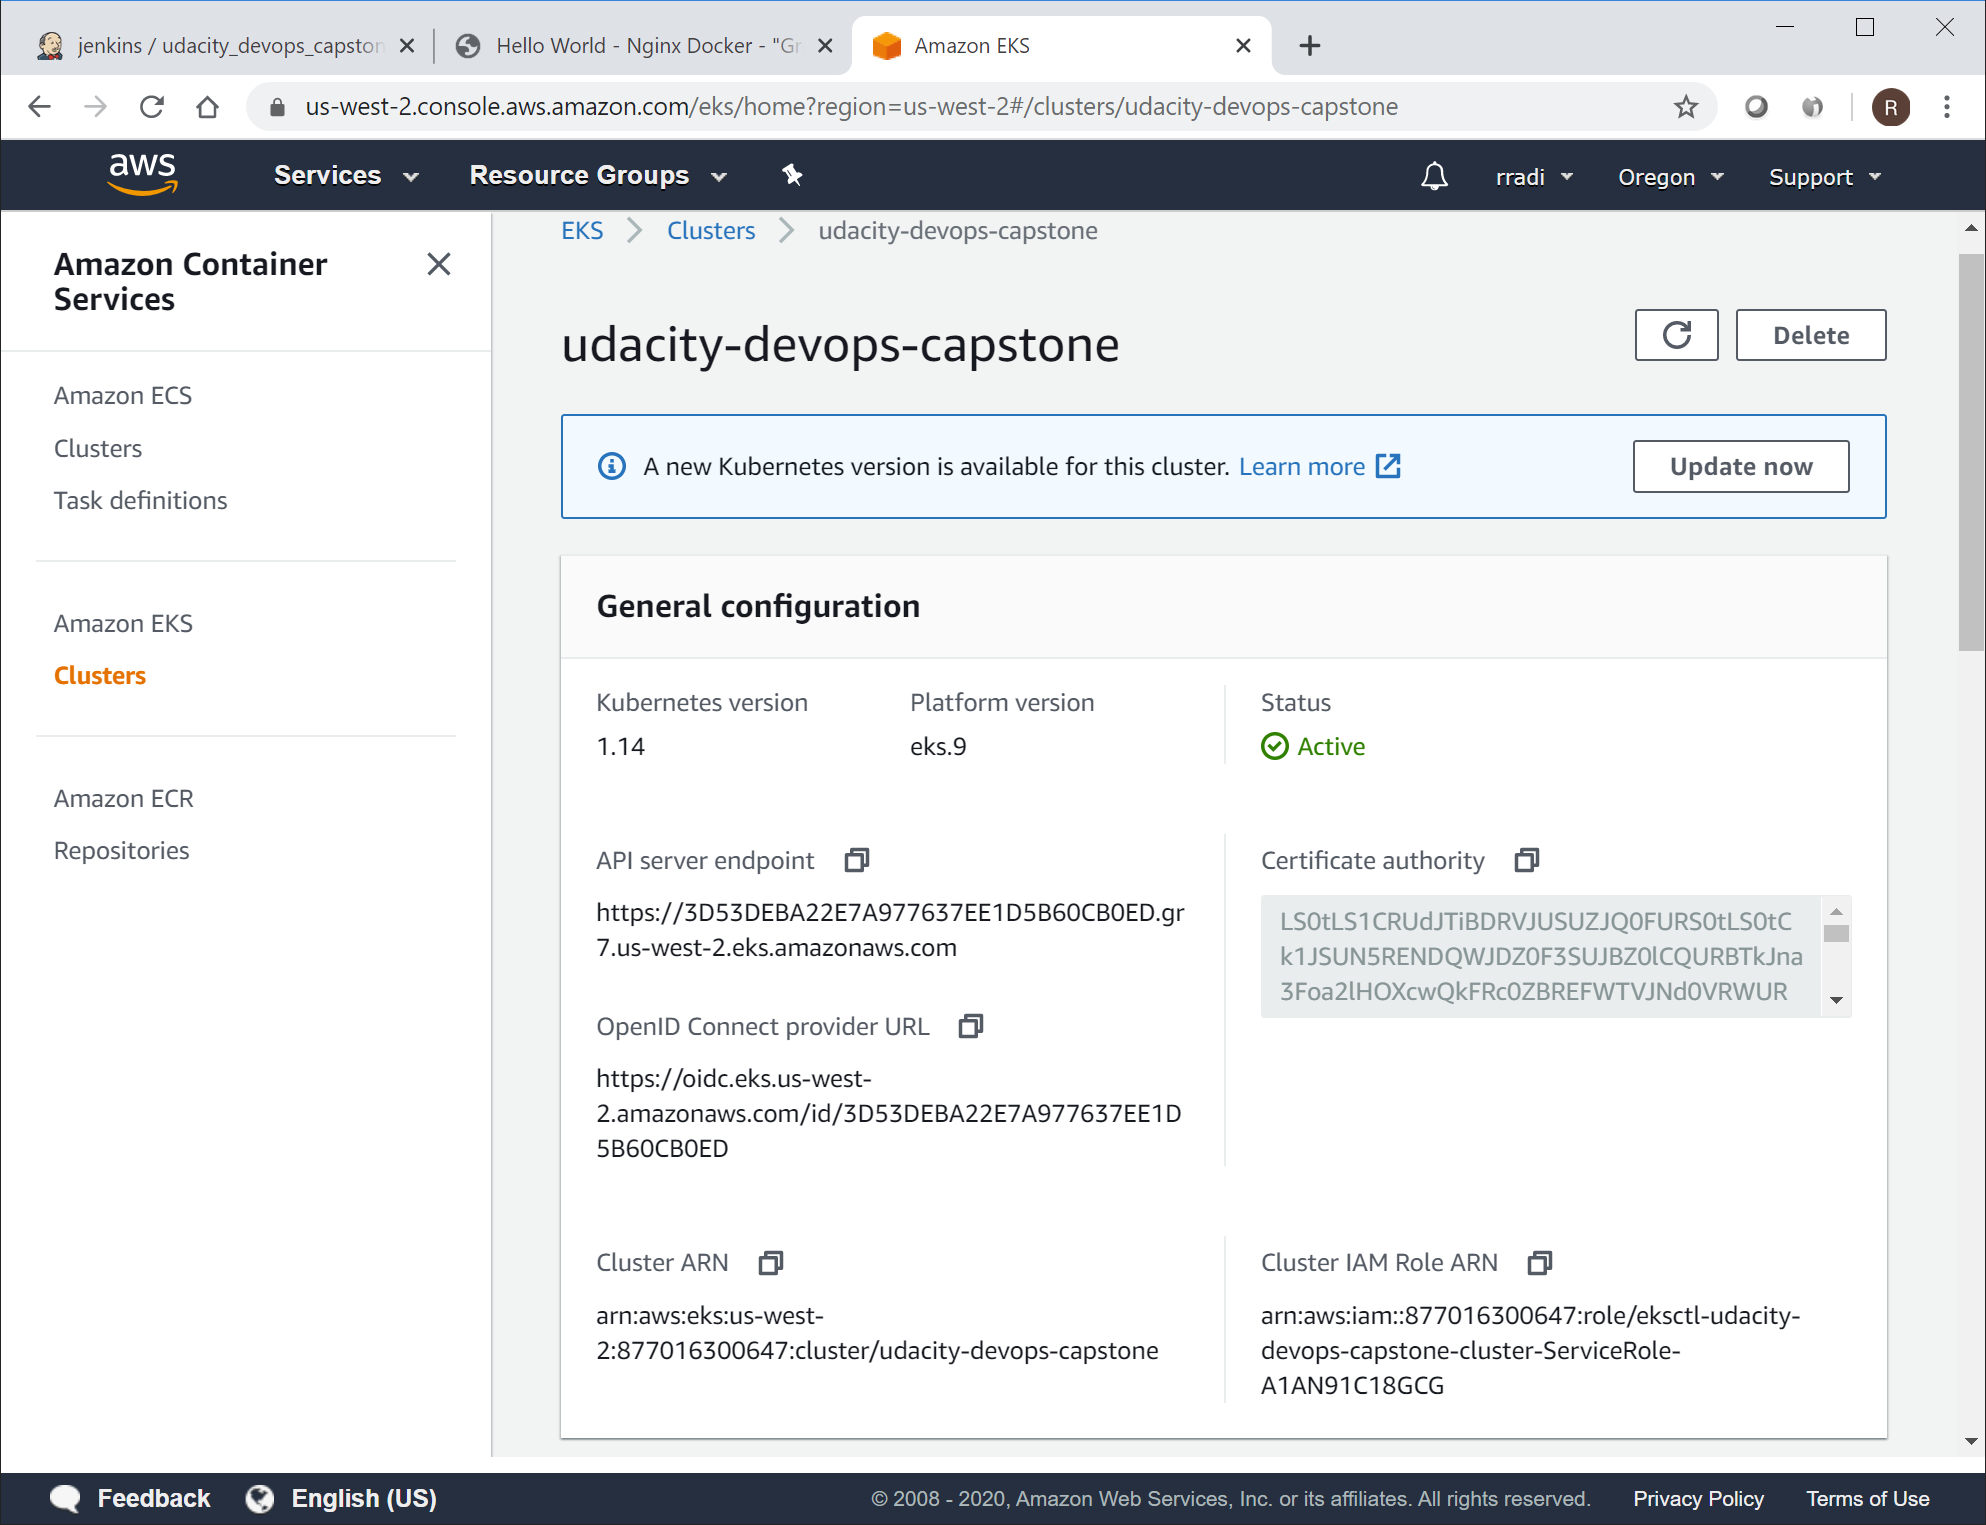 jenkins / udacity_devops_capston
Hello World - Nginx Docker - "Gr
Amazon EKS
us-west-2.console.aws.amazon.com/eks/home?region=us-west-2#/clusters/udacity-devops-capstone
R
aws
Services
Resource Groups
rradi
Oregon
Support
Amazon Container
Services
Amazon ECS
Clusters
Task definitions
Amazon EKS
Clusters
Amazon ECR
Repositories
EKS
Clusters
udacity-devops-capstone
udacity-devops-capstone
Delete
A new Kubernetes version is available for this cluster. Learn more
Update now
General configuration
Kubernetes version
1.14
Platform version
eks.9
Status
Active
API server endpoint
https://3D53DEBA22E7A977637EE1D5B60CB0ED.gr
7.us-west-2.eks.amazonaws.com
OpenID Connect provider URL
https://oidc.eks.us-west-
2.amazonaws.com/id/3D53DEBA22E7A977637EE1D
5B60CB0ED
Certificate authority
LS0tLS1CRUdJTiBDRVJUSUZJQ0FURS0tLS0tC
k1JSUN5RENDQWJDZ0F3SUJBZ0lCQURBTkJna
3Foa2lHOXcwQkFRc0ZBREFWTVJNd0VRWUR
Cluster ARN
arn:aws:eks:us-west-
2:877016300647:cluster/udacity-devops-capstone
Cluster IAM Role ARN
arn:aws:iam::877016300647:role/eksctl-udacity-
devops-capstone-cluster-ServiceRole-
A1AN91C18GCG
Feedback
English (US)
© 2008 - 2020, Amazon Web Services, Inc. or its affiliates. All rights reserved.
Privacy Policy
Terms of Use